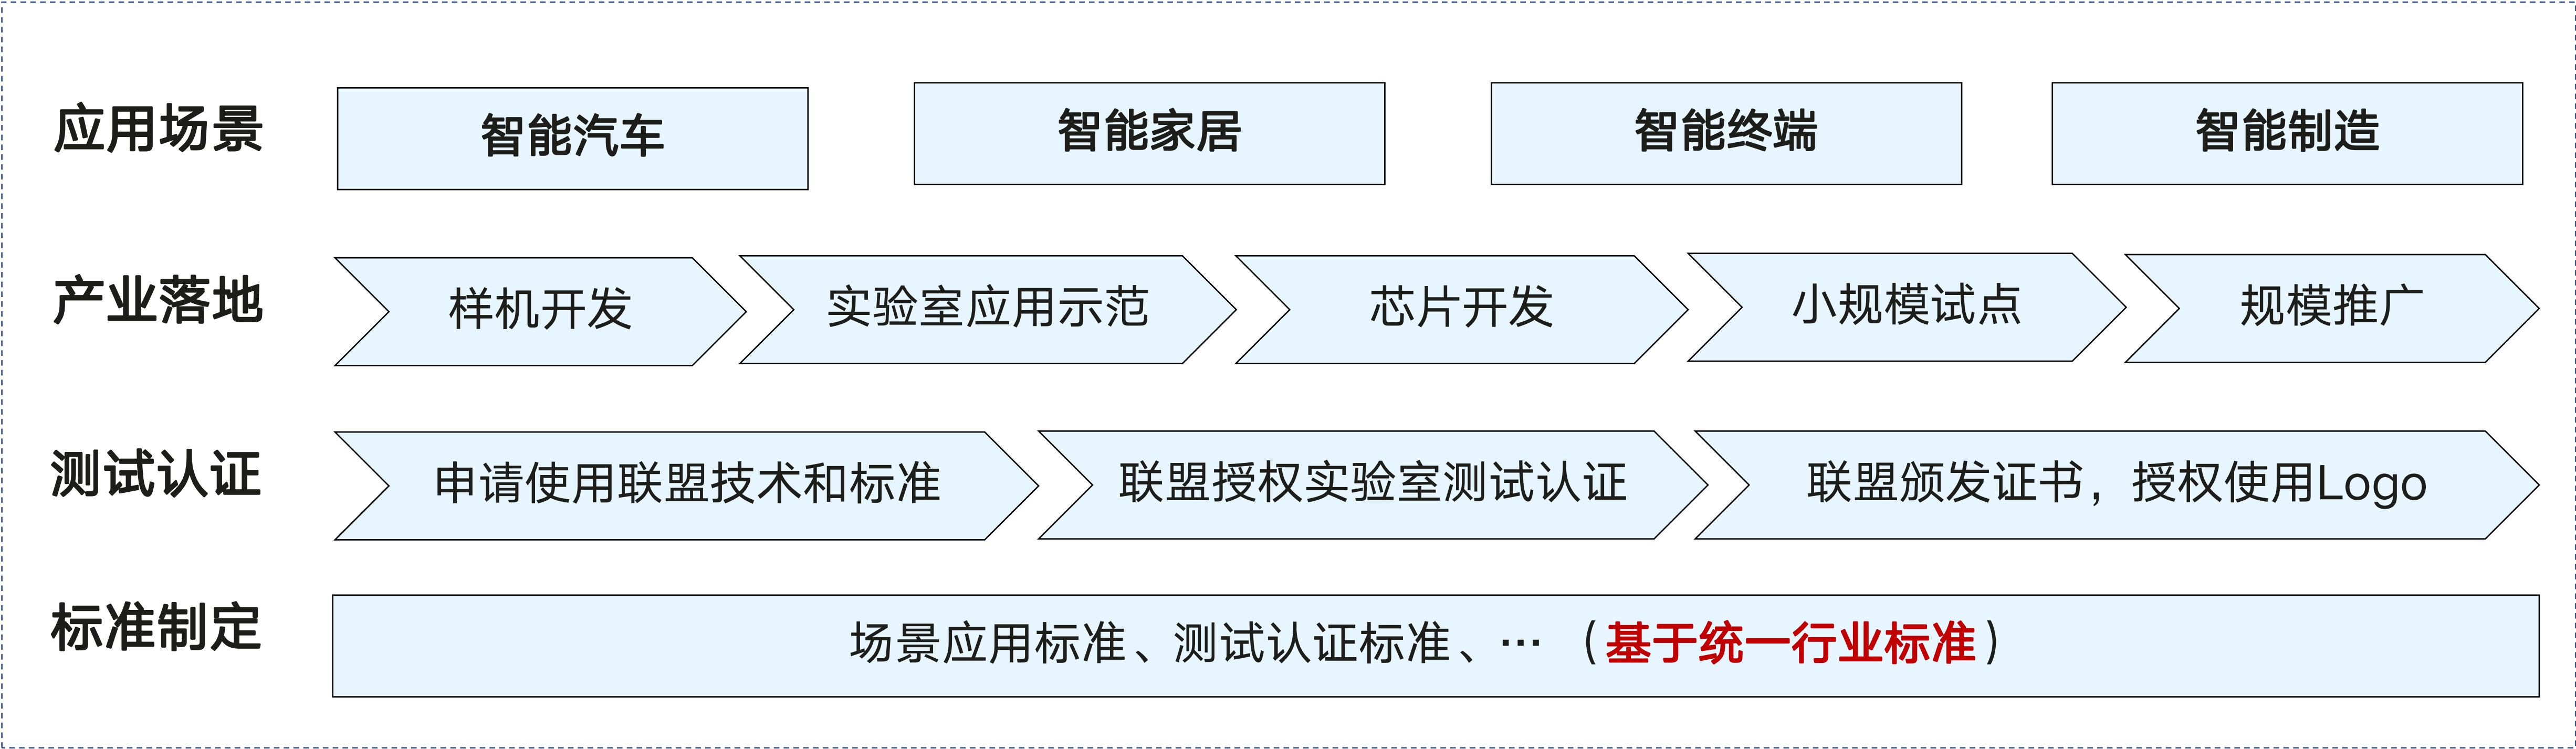 应用场景
智能汽车
智能家居
智能终端
智能制造
产业落地
样机开发
实验室应用示范
芯片开发
小规模试点
规模推广
测试认证
申请使用联盟技术和标准
联盟授权实验室测试认证
联盟颁发证书，授权使用Logo
标准制定
场景应用标准、测试认证标准、…（基于统一行业标准）